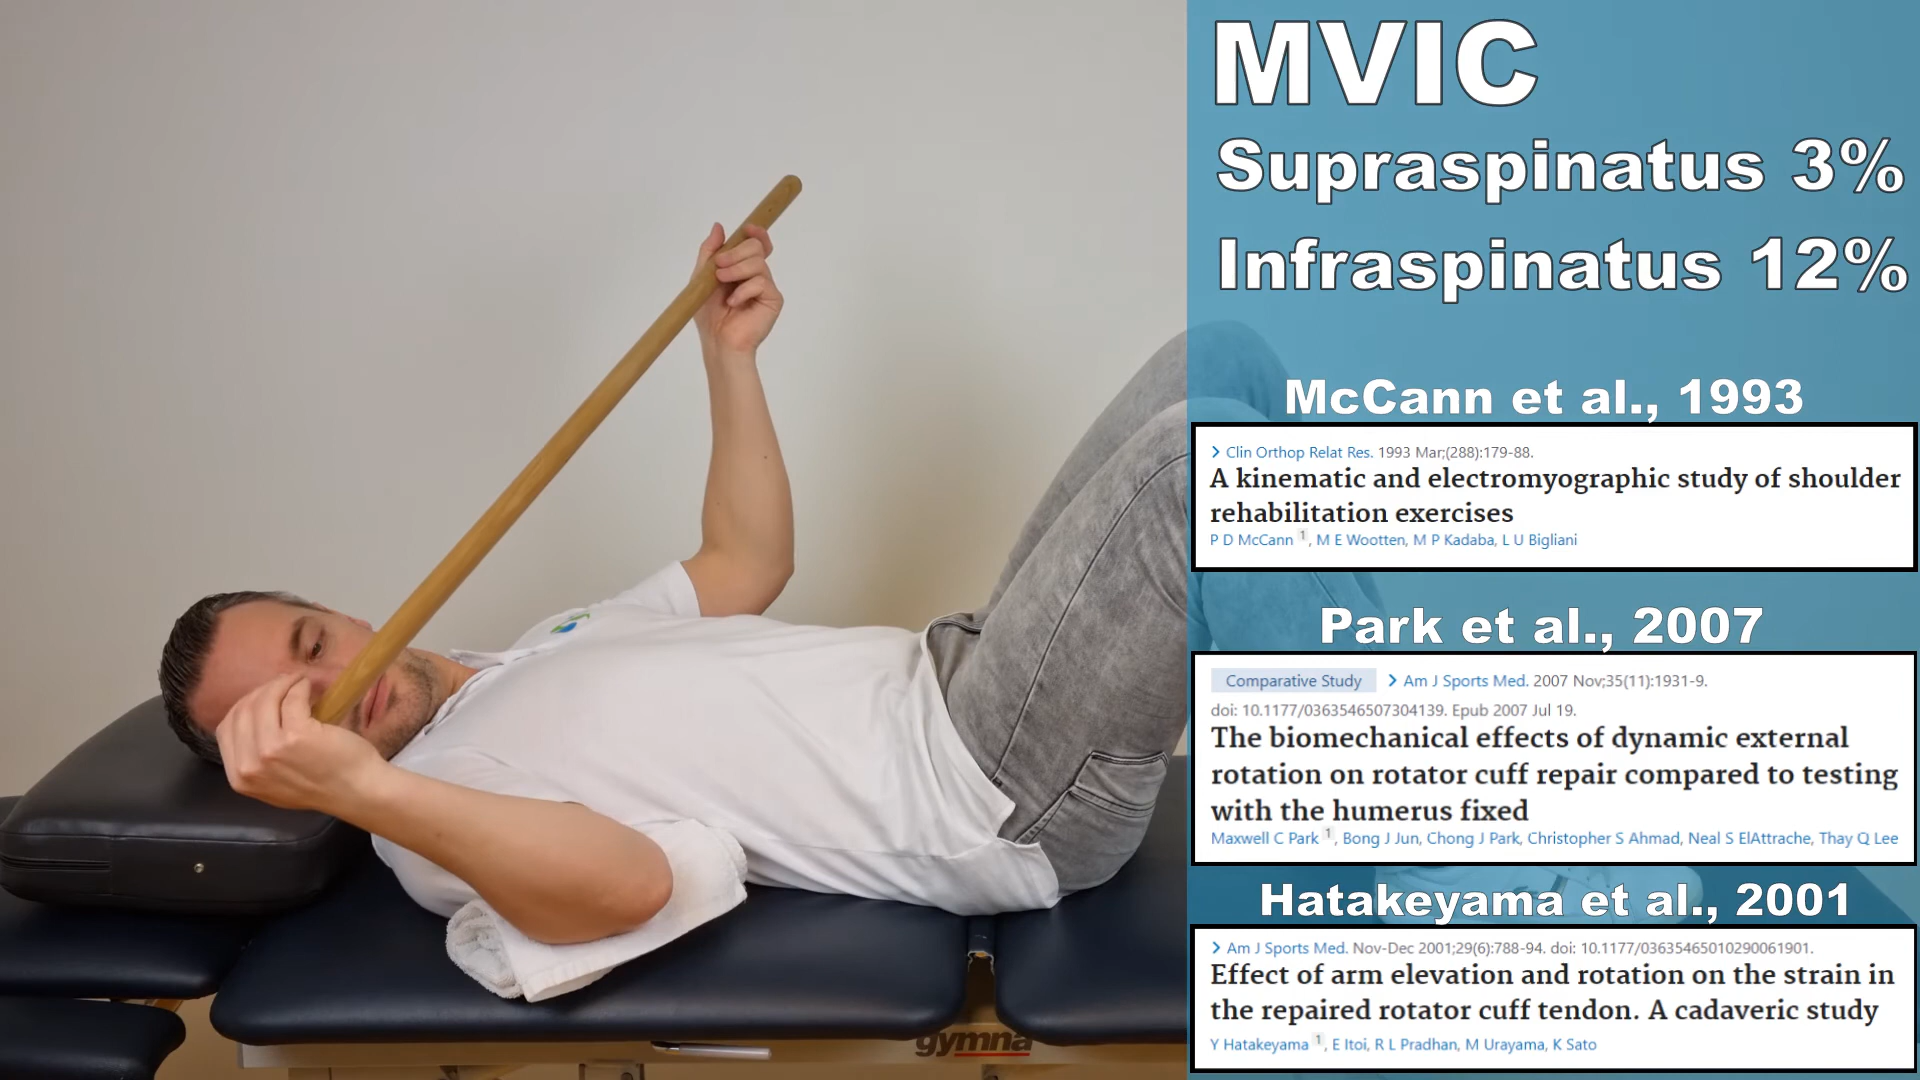 MVIC
Supraspinatus 3%
Infraspinatus 12%
McCann et al., 1993
> Clin Orthop Relat Res. 1993 Mar;(288):179-88.
A kinematic and electromyographic study of shoulder
rehabilitation exercises
P D McCann 1, M E Wootten, M P Kadaba, L U Bigliani
Park et al., 2007
Comparative Study > Am J Sports Med. 2007 Nov;35(11):1931-9.
doi: 10.1177/0363546507304139. Epub 2007 Jul 19.
The biomechanical effects of dynamic external
rotation on rotator cuff repair compared to testing
with the humerus fixed
Maxwell C Park 1, Bong J Jun, Chong J Park, Christopher S Ahmad, Neal S ElAttrache, Thay Q Lee
Hatakeyama et al., 2001
> Am J Sports Med. Nov-Dec 2001;29(6):788-94. doi: 10.1177/03635465010290061901.
Effect of arm elevation and rotation on the strain in
the repaired rotator cuff tendon. A cadaveric study
Y Hatakeyama 1, E Itoi, R L Pradhan, M Urayama, K Sato
gymna